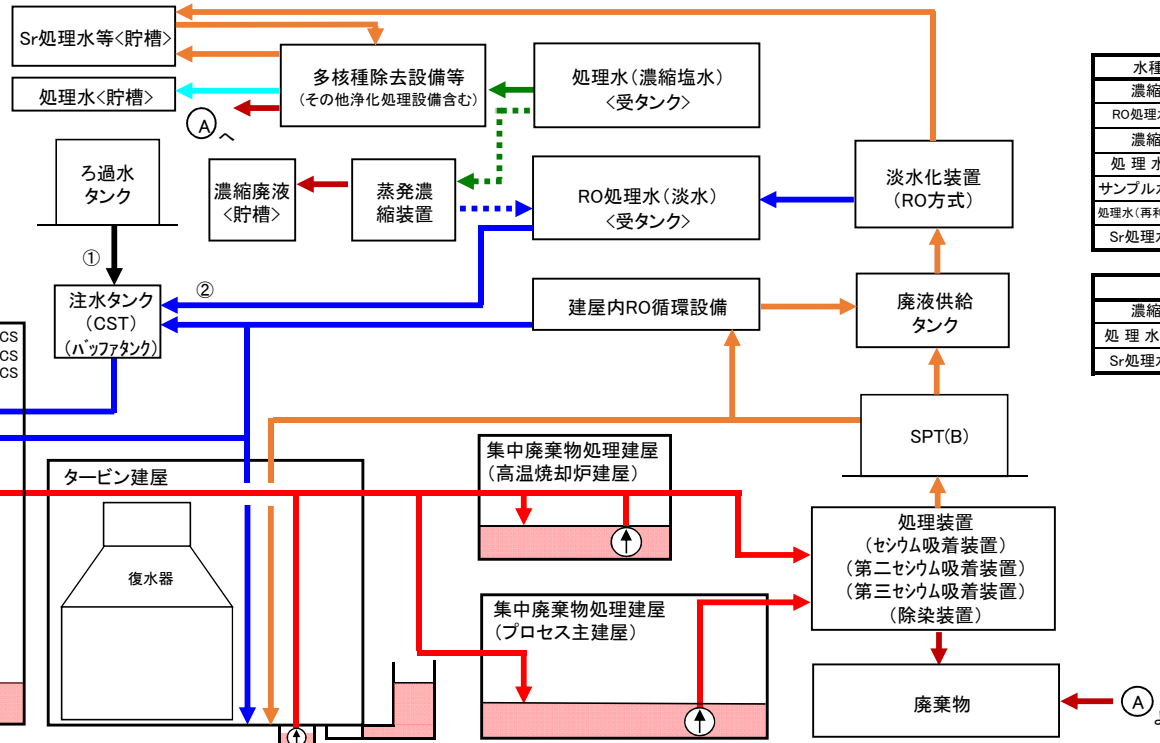 Sr処理水等<貯槽>
処理水<貯槽>
多核種除去設備等
(その他浄化処理設備含む)
A
へ
処理水(濃縮塩水)
<受タンク>
ろ過水
タンク
濃縮廃液
<貯槽>
蒸発濃
縮装置
RO処理水(淡水)
<受タンク>
淡水化装置
(RO方式)
①
②
注水タンク
(CST)
(バッファタンク)
建屋内RO循環設備
廃液供給
タンク
CS
CS
CS
SPT(B)
タービン建屋
復水器
集中廃棄物処理建屋
(高温焼却炉建屋)
集中廃棄物処理建屋
(プロセス主建屋)
処理装置
(セシウム吸着装置)
(第二セシウム吸着装置)
(第三セシウム吸着装置)
(除染装置)
廃棄物
A
水種
濃縮
RO処理水
濃縮
処理水
サンプル水
処理水(再利
Sr処理水
濃縮
処理水
Sr処理水